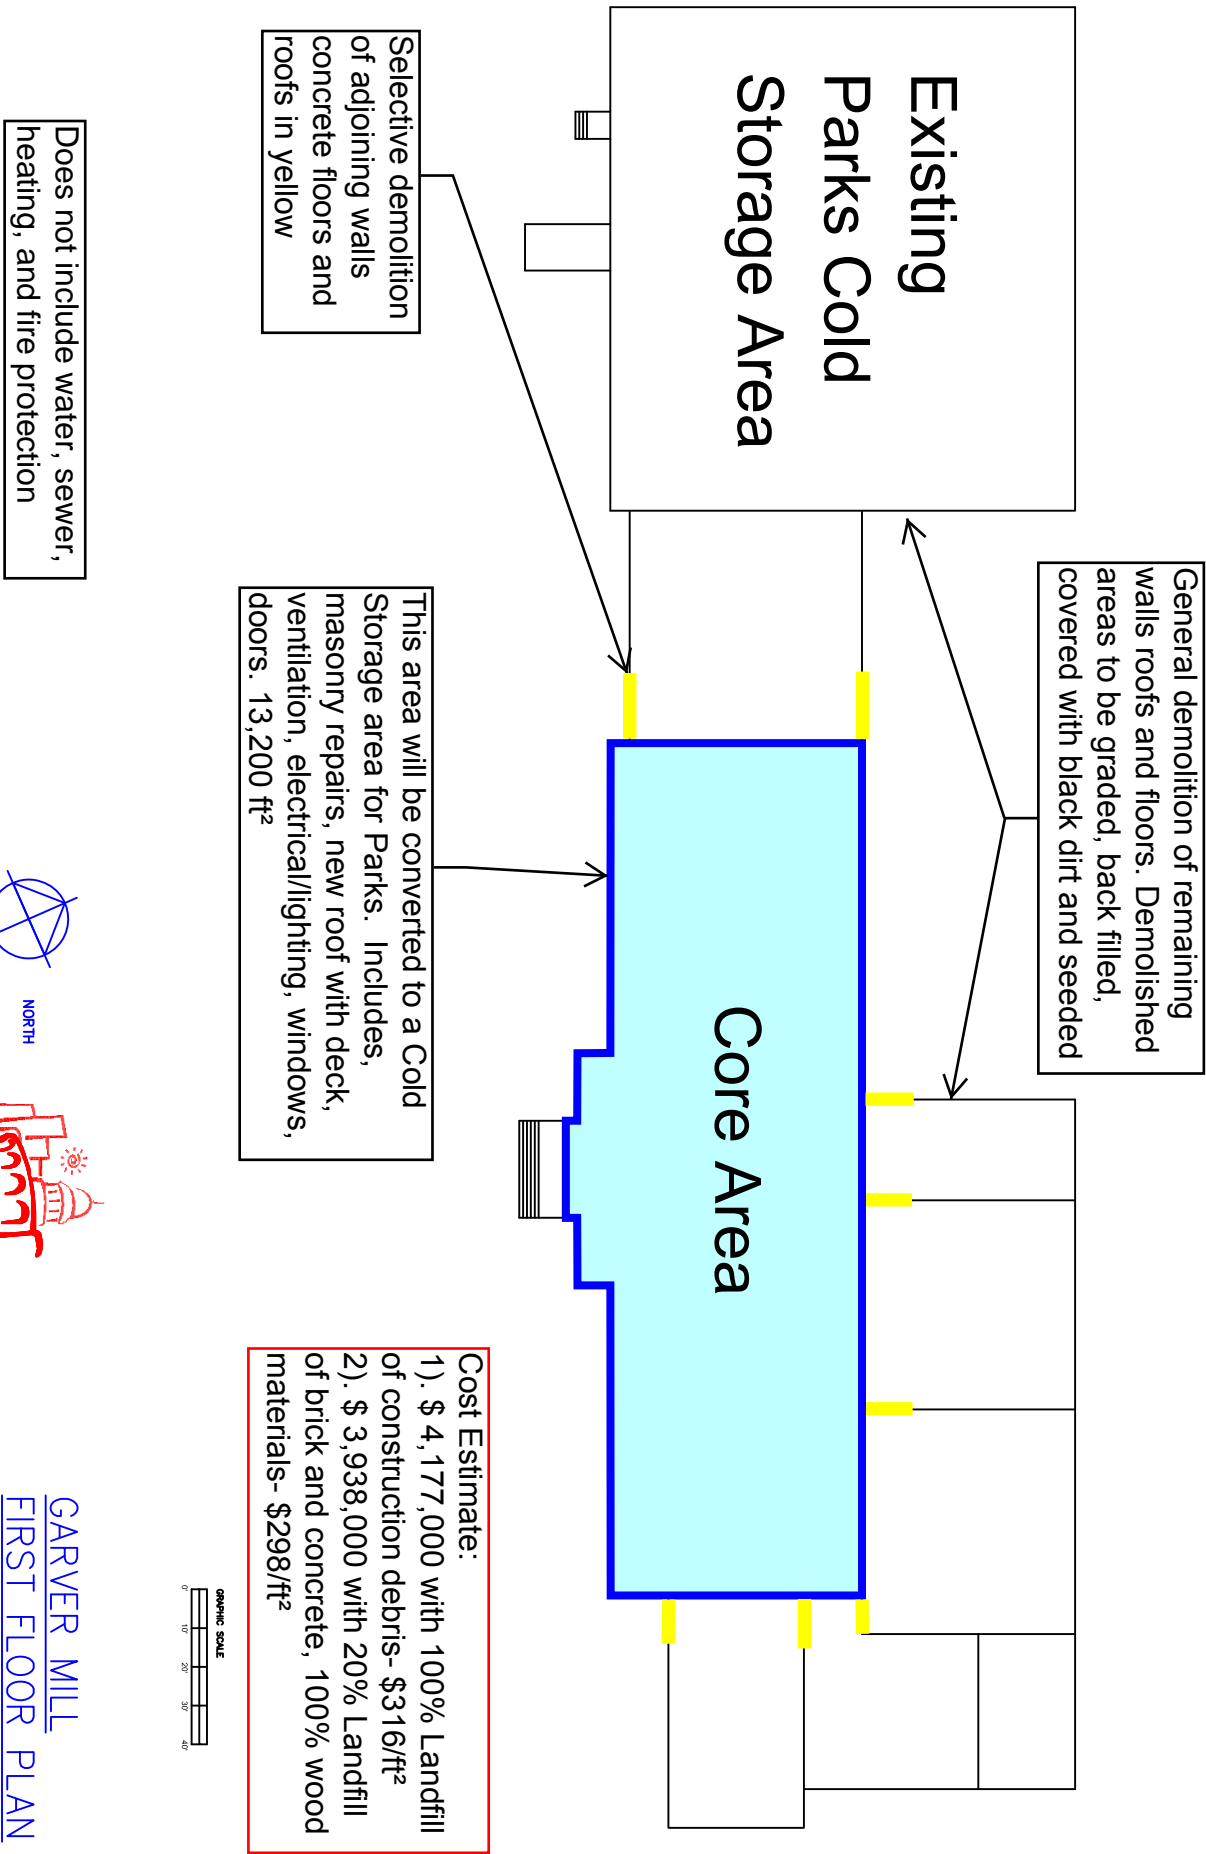 General demolition of remaining
walls roofs and floors. Demolished
areas to be graded, back filled,
covered with black dirt and seeded
Existing
Parks Cold
Storage Area
Core Area
Selective demolition
of adjoining walls
concrete floors and
roofs in yellow
This area will be converted to a Cold
Storage area for Parks. Includes,
masonry repairs, new roof with deck,
ventilation, electrical/lighting, windows,
doors. 13,200 ft²
Cost Estimate:
1). $ 4,177,000 with 100% Landfill
of construction debris- $316/ft²
2). $ 3,938,000 with 20% Landfill
of brick and concrete, 100% wood
materials- $298/ft²
GRAPHIC SCALE
0' 10' 20' 30' 40'
Does not include water, sewer,
heating, and fire protection
NORTH
GARVER MILL
FIRST FLOOR PLAN